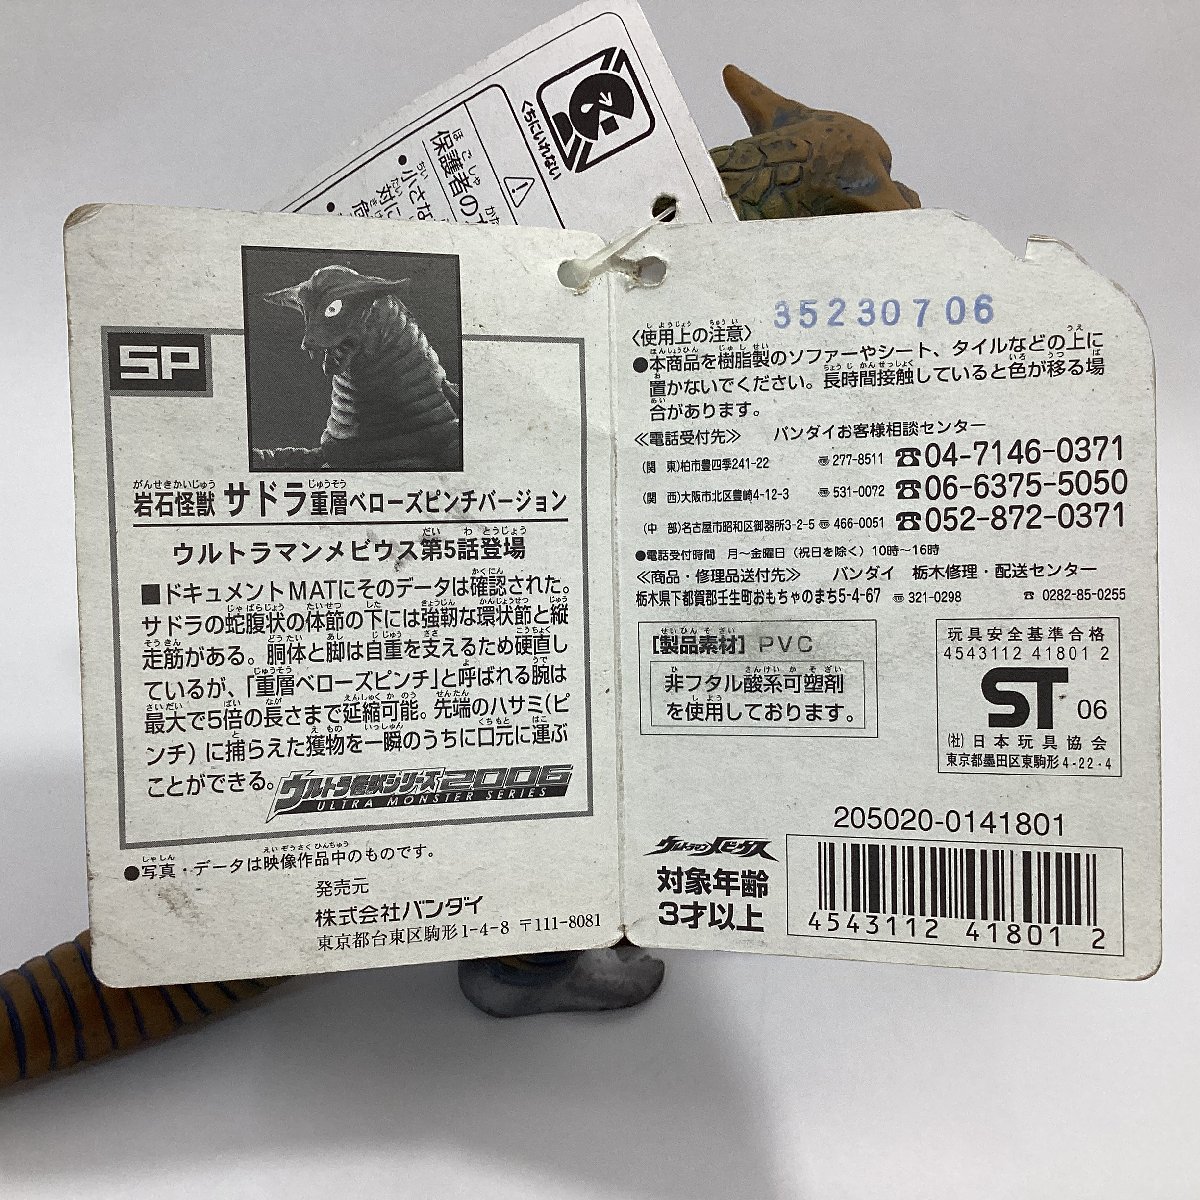 くちにいれない
保護者の
●小さな
対に
危
SP
岩石怪獣 サドラ重層ベローズピンチバージョン
ウルトラマンメビウス第5話登場
■ドキュメントMATにそのデータは確認された。
サドラの蛇腹状の体節の下には強靭な環状節と縦
走筋がある。胴体と脚は自重を支えるため硬直し
ているが、「重層ベローズピンチ」と呼ばれる腕は
最大で5倍の長さまで延縮可能。先端のハサミ(ピ
ンチ)に捕らえた獲物を一瞬のうちに口元に運ぶ
ことができる。
ウルトラ怪獣シリーズ2006
ULTRA MONSTER SERIES
●写真・データは映像作品中のものです。
発売元
株式会社バンダイ
東京都台東区駒形1-4-8 〒111-8081
35230706
〈使用上の注意〉
●本商品を樹脂製のソファーやシート、タイルなどの上に
置かないでください。長時間接触していると色が移る場
合があります。
≪電話受付先≫ バンダイお客様相談センター
(関 東)柏市豊四季241-22 〒277-8511 ☎04-7146-0371
(関 西)大阪市北区豊崎4-12-3 〒531-0072 ☎06-6375-5050
(中 部)名古屋市昭和区御器所3-2-5 〒466-0051 ☎052-872-0371
●電話受付時間 月〜金曜日(祝日を除く)10時〜16時
≪商品・修理品送付先≫ バンダイ 栃木修理・配送センター
栃木県下都賀郡壬生町おもちゃのまち5-4-67 〒321-0298 ☎ 0282-85-0255
[製品素材] PVC
非フタル酸系可塑剤
を使用しております。
玩具安全基準合格
4543112 41801 2
ST 06
(社)日本玩具協会
東京都墨田区東駒形4-22-4
205020-0141801
ウルトラマンメビウス
対象年齢
3才以上
4543112 41801 2